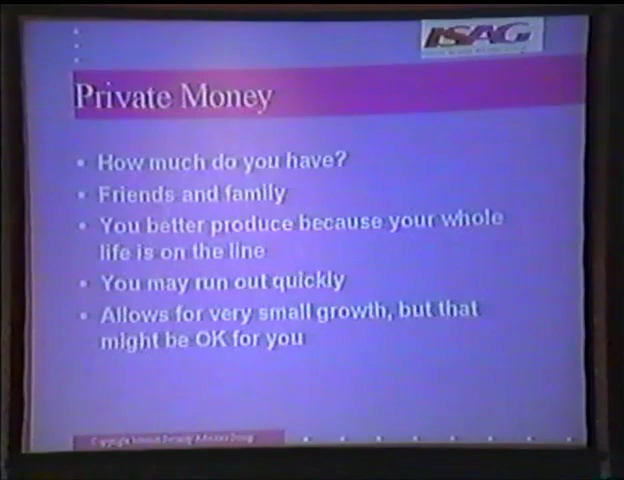 ISAG
Private Money
• How much do you have?
• Friends and family
• You better produce because your whole
life is on the line
• You may run out quickly
• Allows for very small growth, but that
might be OK for you